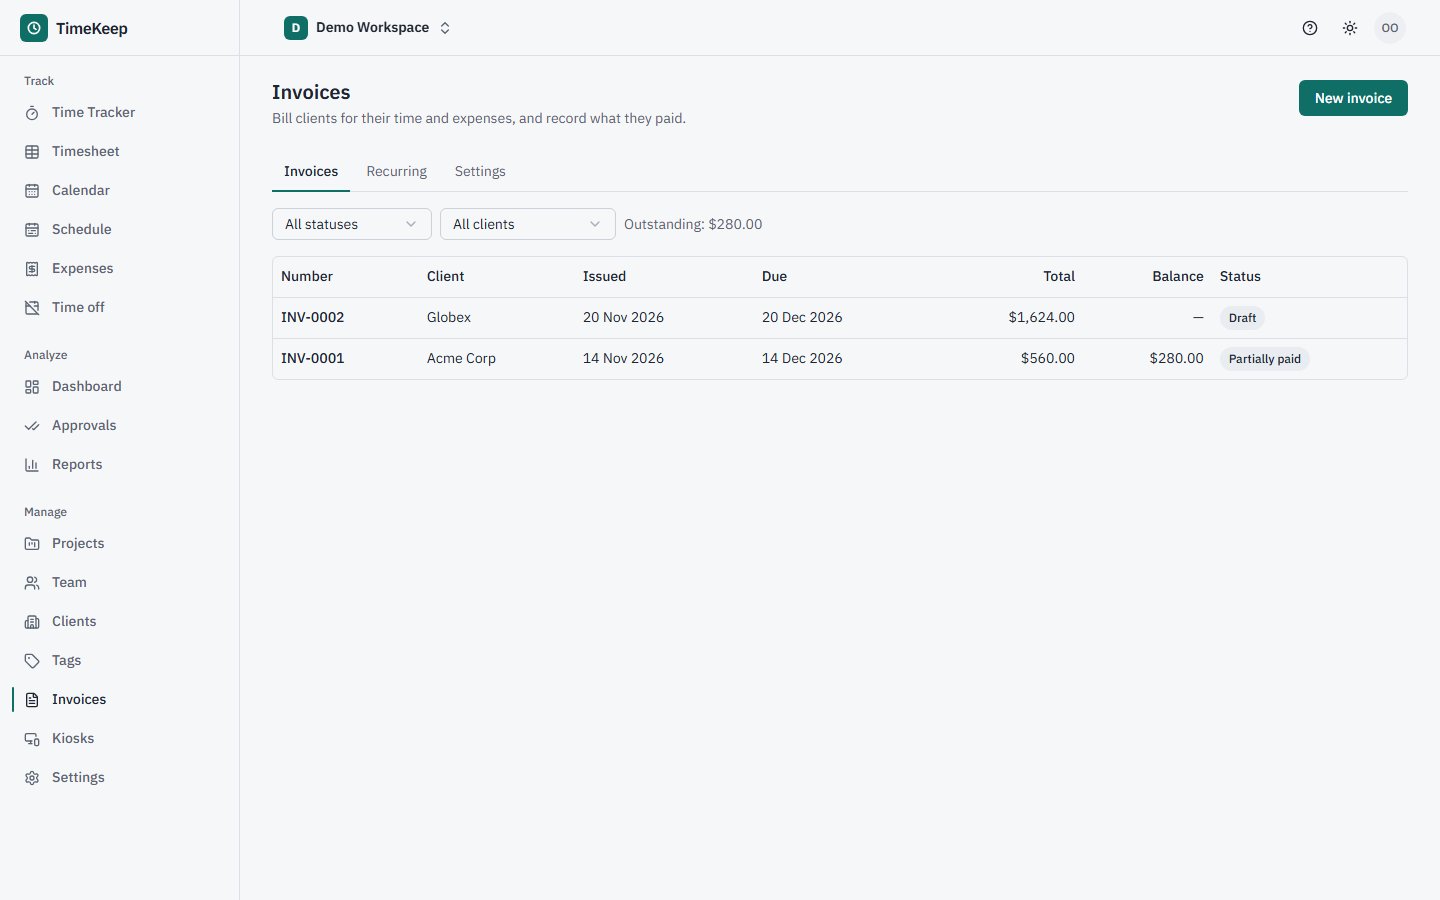 TimeKeep
D Demo Workspace
OO
Track
Time Tracker
Timesheet
Calendar
Schedule
Expenses
Time off
Analyze
Dashboard
Approvals
Reports
Manage
Projects
Team
Clients
Tags
Invoices
Kiosks
Settings
Invoices
New invoice
Bill clients for their time and expenses, and record what they paid.
Invoices Recurring Settings
All statuses All clients Outstanding: $280.00
Number Client Issued Due Total Balance Status
INV-0002 Globex 20 Nov 2026 20 Dec 2026 $1,624.00 — Draft
INV-0001 Acme Corp 14 Nov 2026 14 Dec 2026 $560.00 $280.00 Partially paid